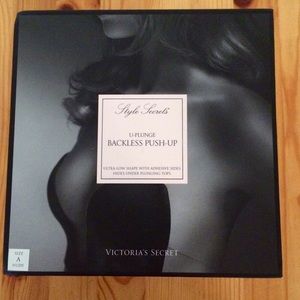 Style Secrets
U-PLUNGE
BACKLESS PUSH-UP
ULTRA-LOW SHAPE WITH ADHESIVE SIDES
HIDES UNDER PLUNGING TOPS
SIZE
A
NUDE
VICTORIA'S SECRET